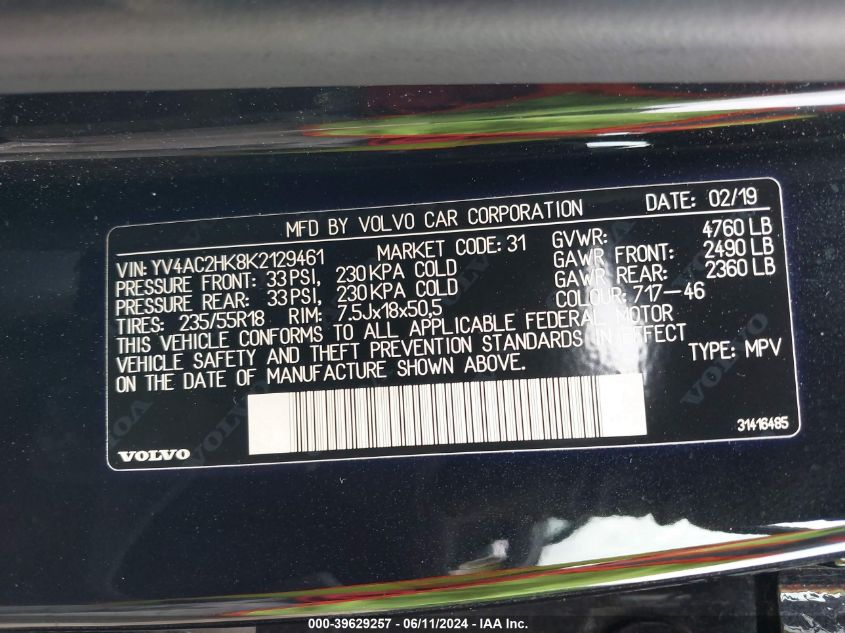 MFD BY VOLVO CAR CORPORATION DATE: 02/19
VIN: YV4AC2HK8K2129461 MARKET CODE: 31 GVWR: 4760 LB
PRESSURE FRONT: 33 PSI, 230 KPA COLD GAWR FRONT: 2490 LB
PRESSURE REAR: 33 PSI, 230 KPA COLD GAWR REAR: 2360 LB
TIRES: 235/55R18 RIM: 7.5Jx18x50,5 COLOUR: 717-46
THIS VEHICLE CONFORMS TO ALL APPLICABLE FEDERAL MOTOR
VEHICLE SAFETY AND THEFT PREVENTION STANDARDS IN EFFECT
ON THE DATE OF MANUFACTURE SHOWN ABOVE. TYPE: MPV
31416485
VOLVO
000-39629257 - 06/11/2024 - IAA Inc.